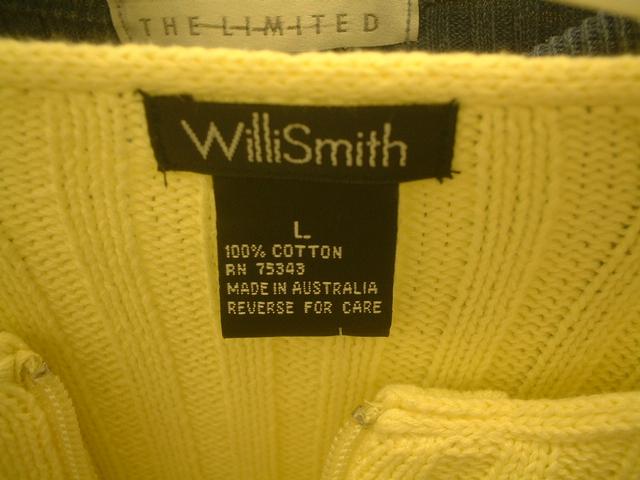 THE LIMITED
WilliSmith
L
100% COTTON
RN 75343
MADE IN AUSTRALIA
REVERSE FOR CARE